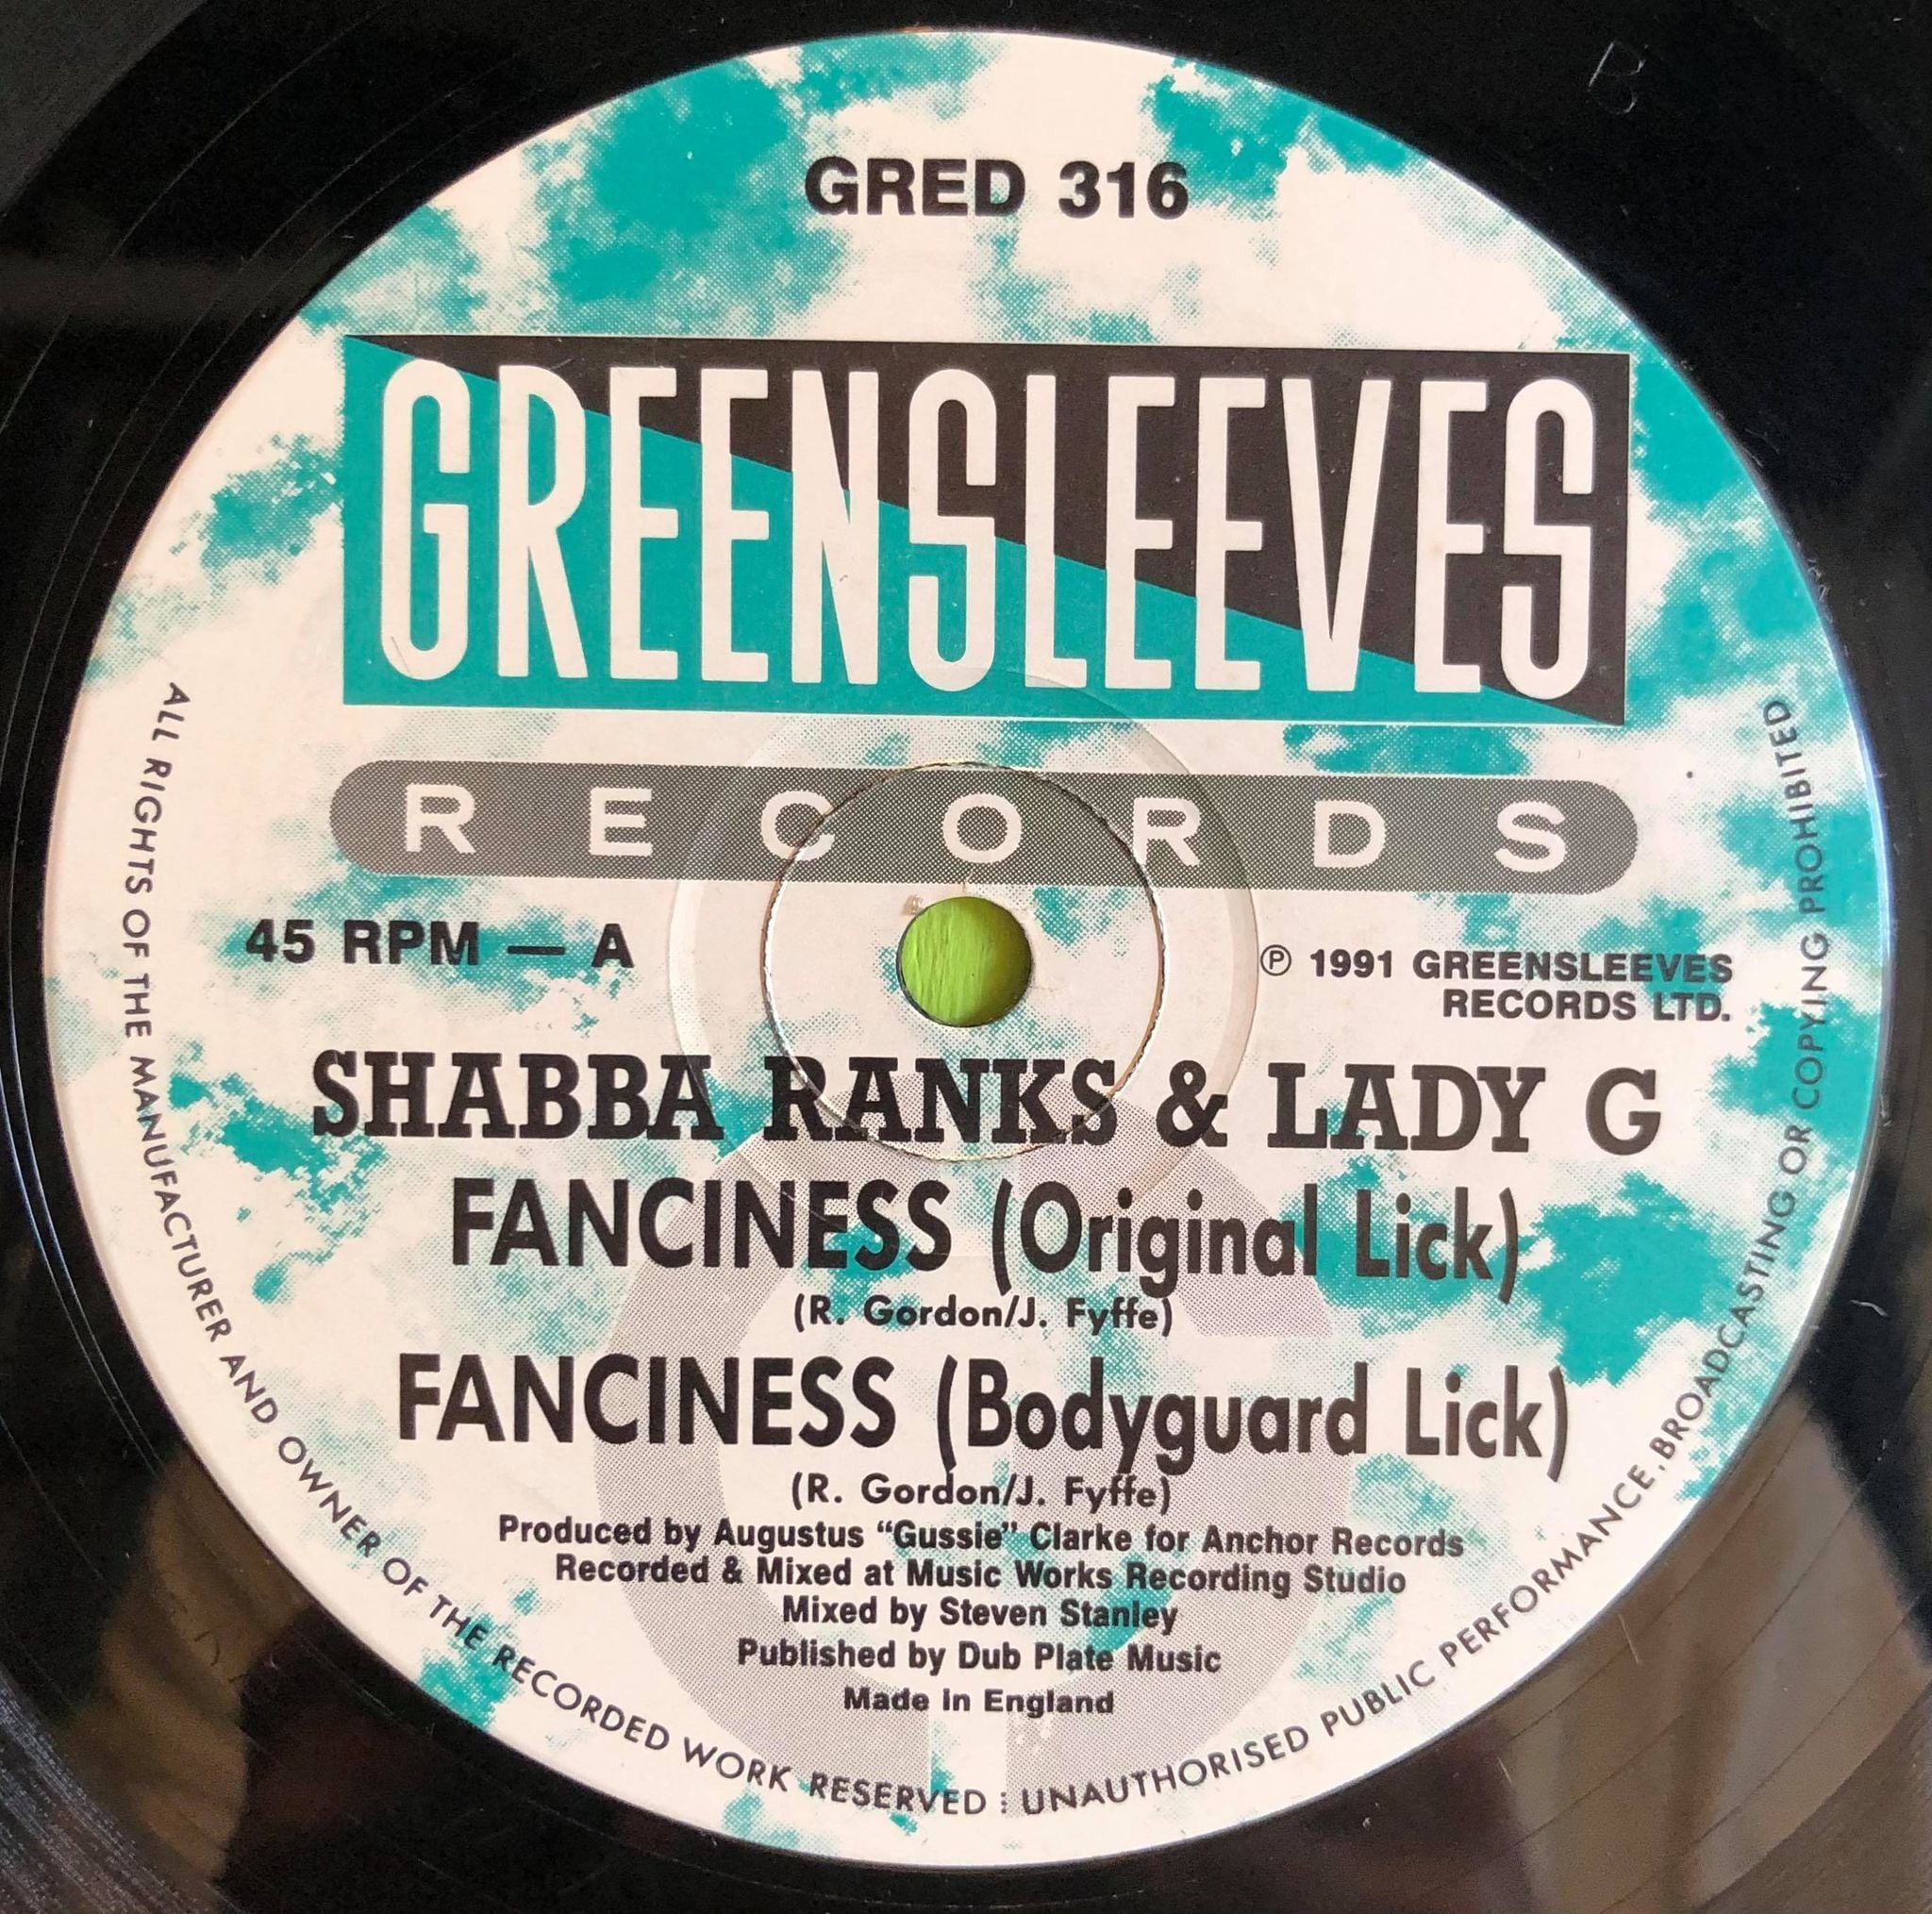 GRED 316
GREENSLEEVES
RECORDS
45 RPM — A
℗ 1991 GREENSLEEVES
RECORDS LTD.
SHABBA RANKS & LADY G
FANCINESS (Original Lick)
(R. Gordon/J. Fyffe)
FANCINESS (Bodyguard Lick)
(R. Gordon/J. Fyffe)
Produced by Augustus “Gussie” Clarke for Anchor Records
Recorded & Mixed at Music Works Recording Studio
Mixed by Steven Stanley
Published by Dub Plate Music
Made in England
ALL RIGHTS OF THE MANUFACTURER AND OWNER OF THE RECORDED WORK RESERVED ⁝ UNAUTHORISED PUBLIC PERFORMANCE, BROADCASTING OR COPYING PROHIBITED